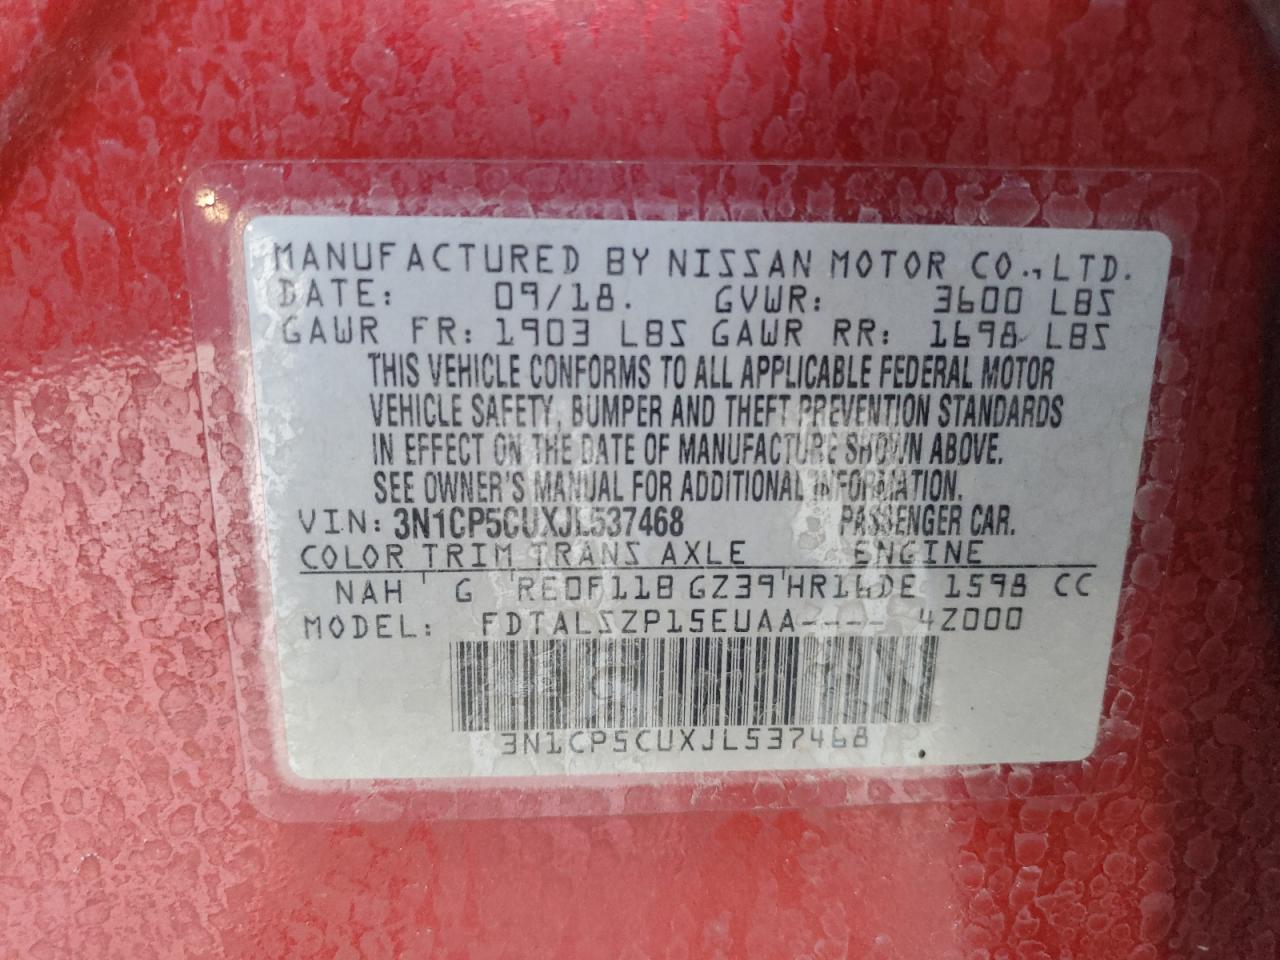 MANUFACTURED BY NISSAN MOTOR CO., LTD.
DATE: 09/18. GVWR: 3600 LBS
GAWR FR: 1903 LBS GAWR RR: 1698 LBS
THIS VEHICLE CONFORMS TO ALL APPLICABLE FEDERAL MOTOR
VEHICLE SAFETY, BUMPER AND THEFT PREVENTION STANDARDS
IN EFFECT ON THE DATE OF MANUFACTURE SHOWN ABOVE.
SEE OWNER'S MANUAL FOR ADDITIONAL INFORMATION.
VIN: 3N1CP5CUXJL537468 PASSENGER CAR.
COLOR TRIM TRANS AXLE ENGINE
NAH G RE0F11B GZ39 HR16DE 1598 CC
MODEL: FDTALSZP15EUAA---- 4Z000
3N1CP5CUXJL537468